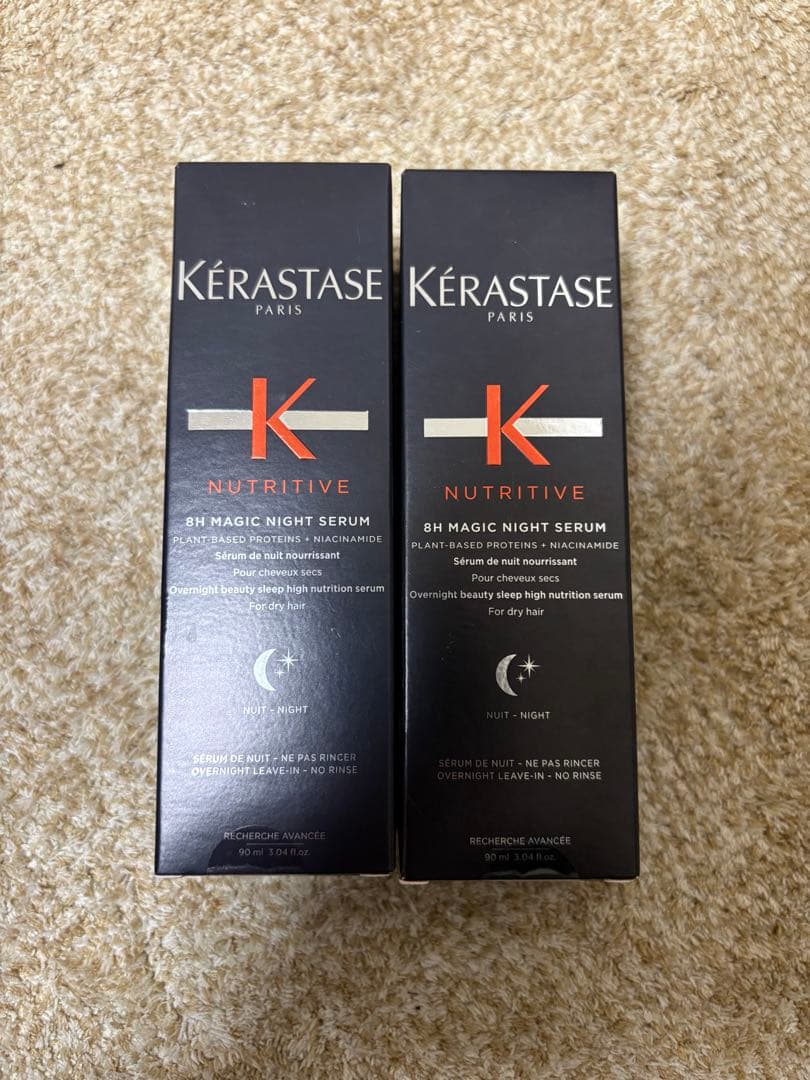 KÉRASTASE
PARIS
K
NUTRITIVE
8H MAGIC NIGHT SERUM
PLANT-BASED PROTEINS + NIACINAMIDE
Sérum de nuit nourrissant
Pour cheveux secs
Overnight beauty sleep high nutrition serum
For dry hair
NUIT - NIGHT
SÉRUM DE NUIT - NE PAS RINCER
OVERNIGHT LEAVE-IN - NO RINSE
RECHERCHE AVANCÉE
90 ml 3.04 fl.oz.
KÉRASTASE
PARIS
K
NUTRITIVE
8H MAGIC NIGHT SERUM
PLANT-BASED PROTEINS + NIACINAMIDE
Sérum de nuit nourrissant
Pour cheveux secs
Overnight beauty sleep high nutrition serum
For dry hair
NUIT - NIGHT
SÉRUM DE NUIT - NE PAS RINCER
OVERNIGHT LEAVE-IN - NO RINSE
RECHERCHE AVANCÉE
90 ml 3.04 fl.oz.